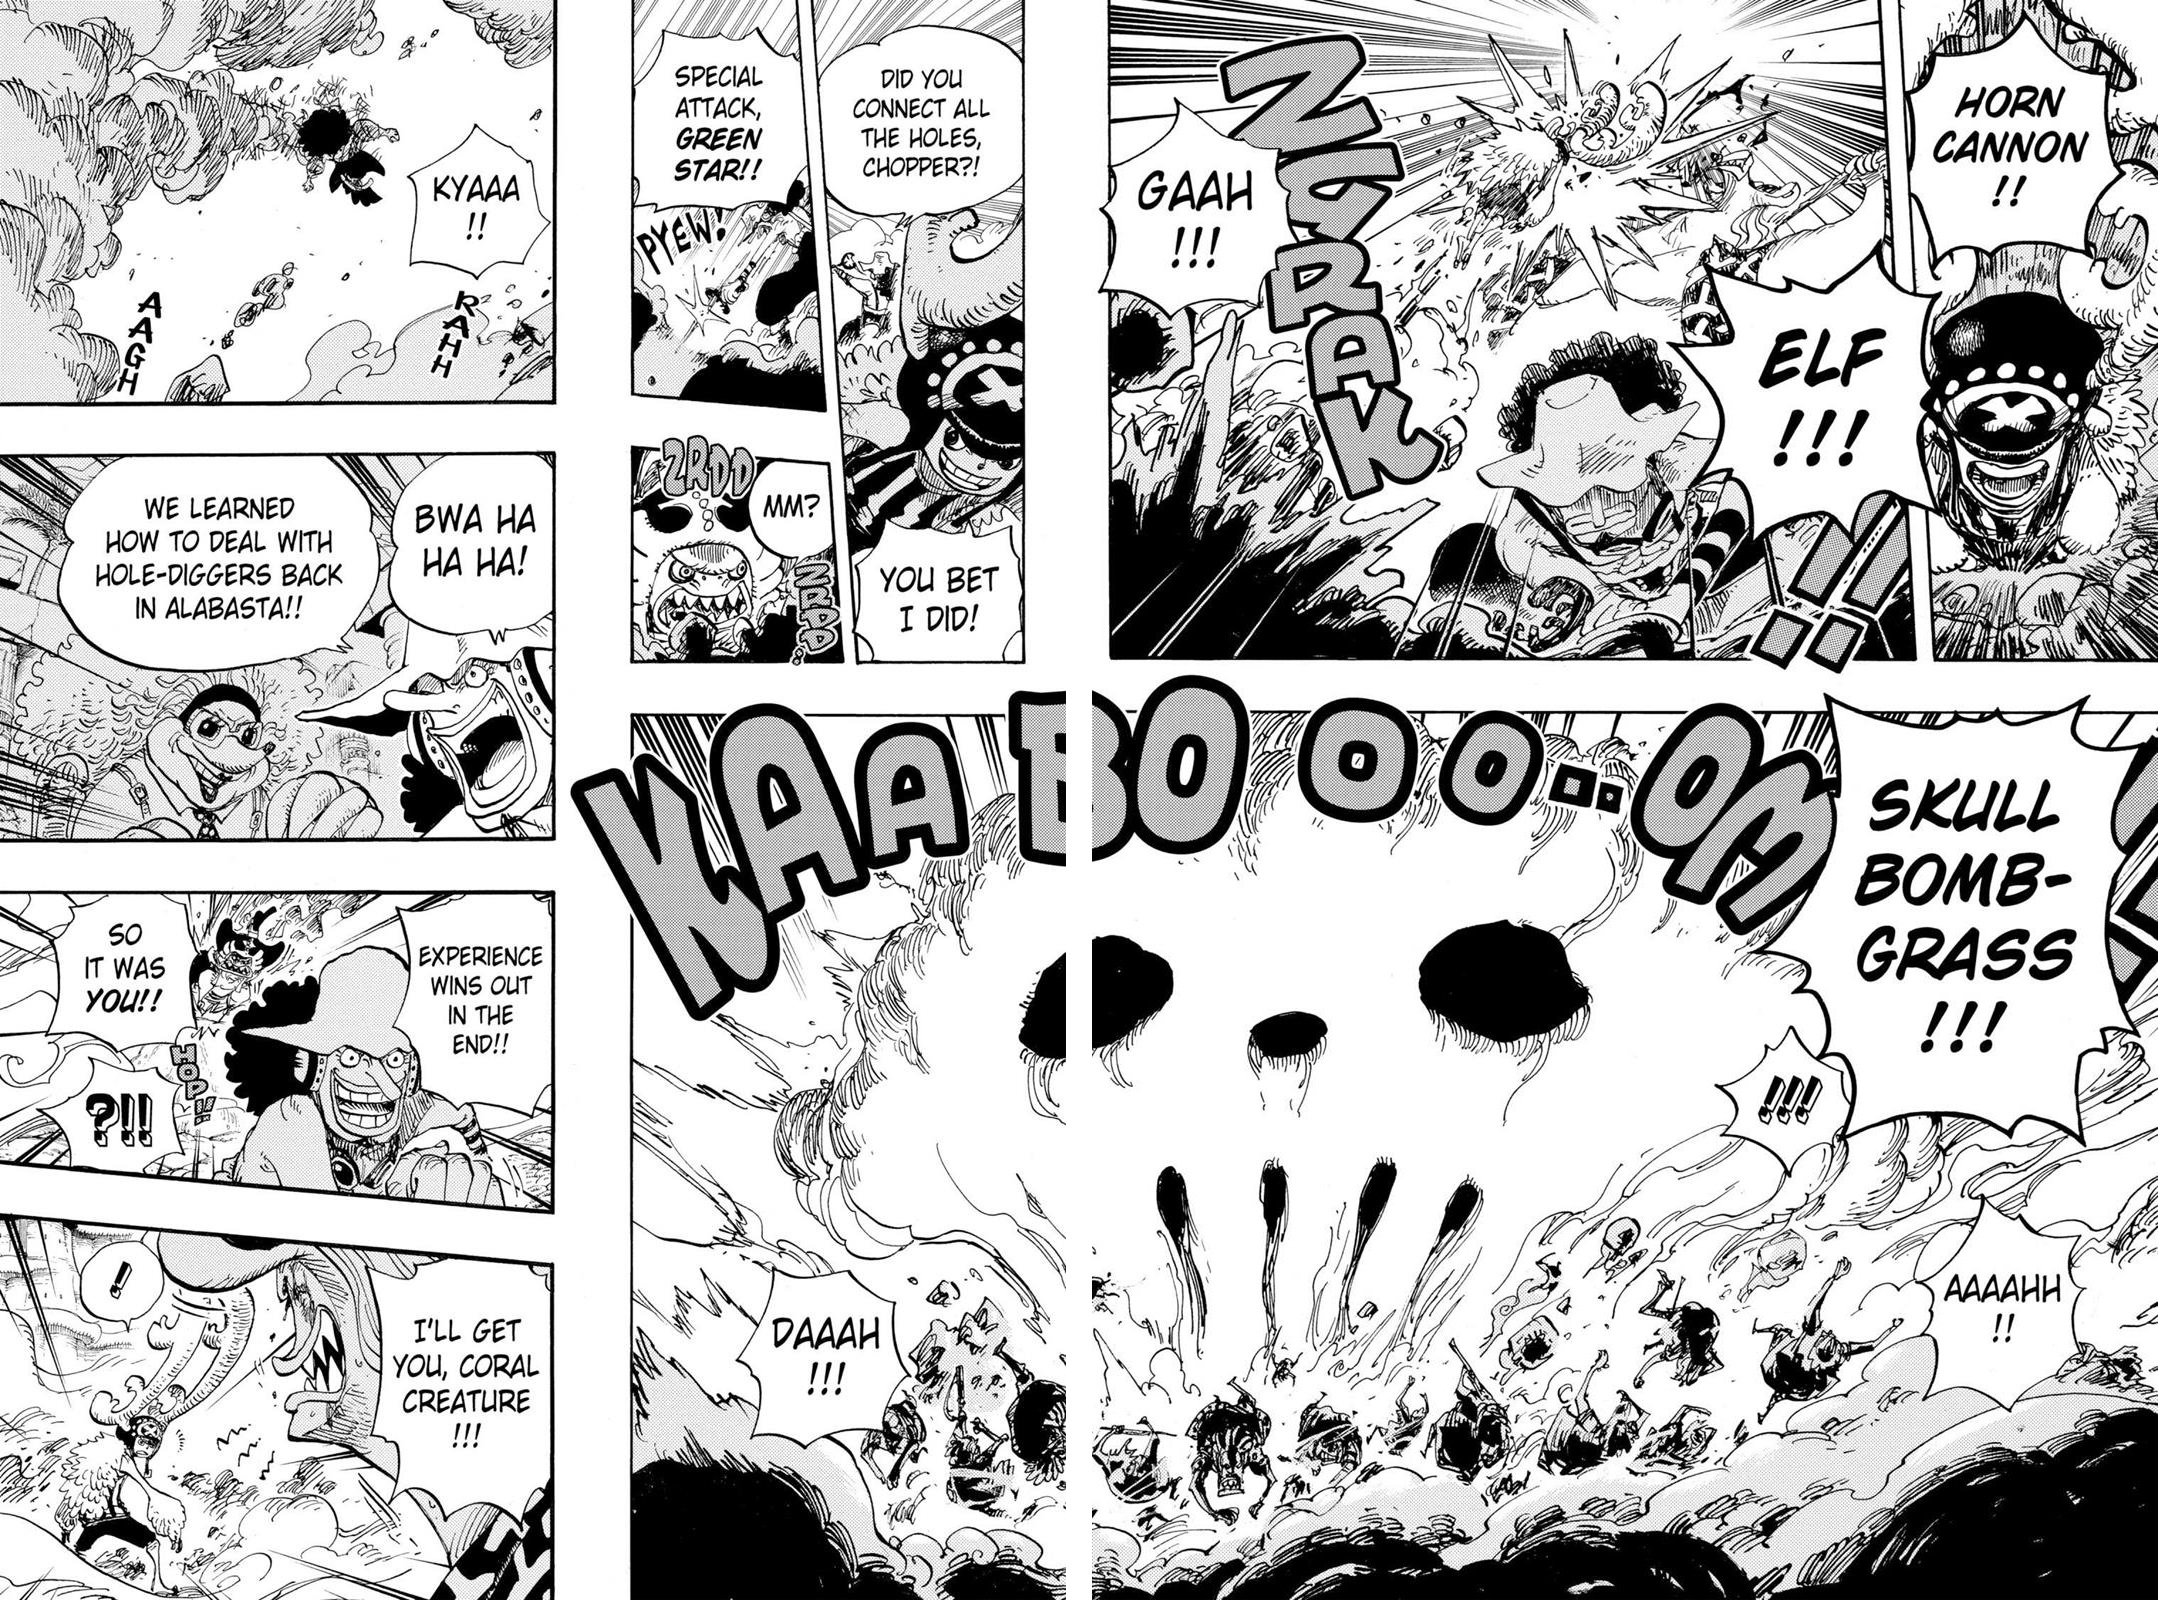 HORN
CANNON
!!
ELF
!!!
ZGRAK
!!
GAAH
!!!
DID YOU
CONNECT ALL
THE HOLES,
CHOPPER?!
YOU BET
I DID!
SPECIAL
ATTACK,
GREEN
STAR!!
PYEW!
ZRDD
MM?
ZRDD
SKULL
BOMB-
GRASS
!!!
KAABOOO..OM
!!!
AAAAHH
!!
DAAAH
!!!
KYAAA
!!
RAHH
AAGH
BWA HA
HA HA!
WE LEARNED
HOW TO DEAL WITH
HOLE-DIGGERS BACK
IN ALABASTA!!
EXPERIENCE
WINS OUT
IN THE
END!!
SO
IT WAS
YOU!!
HOP!!
?!!
I'LL GET
YOU, CORAL
CREATURE
!!!
!